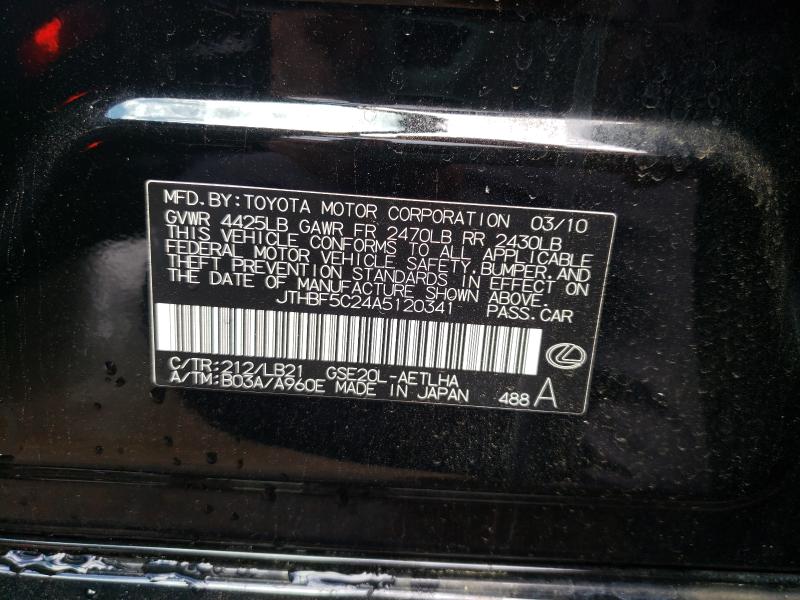 MFD.BY:TOYOTA MOTOR CORPORATION 03/10
GVWR 4425LB GAWR FR 2470LB RR 2430LB
THIS VEHICLE CONFORMS TO ALL APPLICABLE
FEDERAL MOTOR VEHICLE SAFETY,BUMPER,AND
THEFT PREVENTION STANDARDS IN EFFECT ON
THE DATE OF MANUFACTURE SHOWN ABOVE.
JTHBF5C24A5120341 PASS.CAR
C/TR:212/LB21 GSE20L-AETLHA
A/TM:B03A/A960E MADE IN JAPAN 488 A